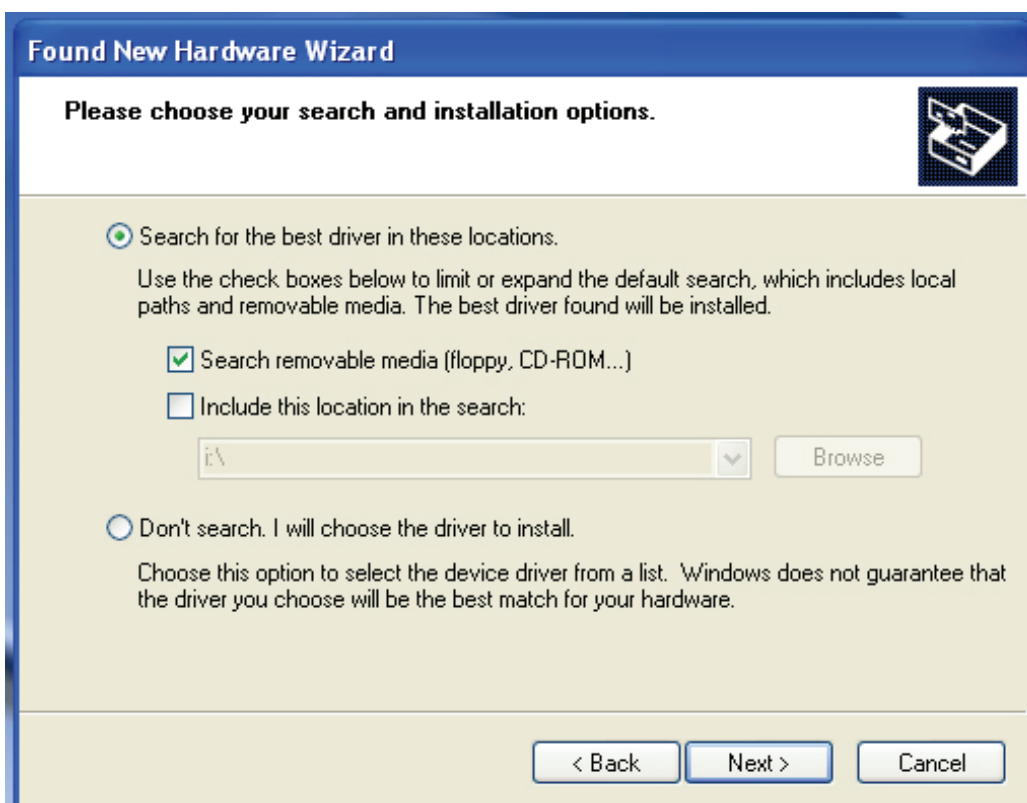 Found New Hardware Wizard
Please choose your search and installation options.
Search for the best driver in these locations.
Use the check boxes below to limit or expand the default search, which includes local
paths and removable media. The best driver found will be installed.
Search removable media (floppy, CD-ROM...)
Include this location in the search:
i:\
Browse
Don't search. I will choose the driver to install.
Choose this option to select the device driver from a list.  Windows does not guarantee that
the driver you choose will be the best match for your hardware.
< Back
Next >
Cancel